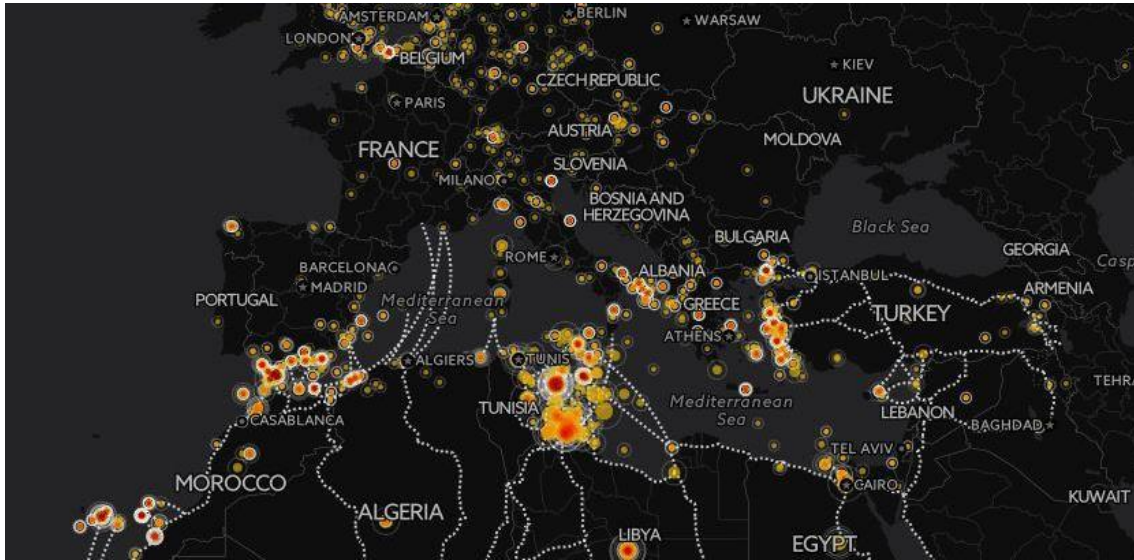 AMSTERDAM
BERLIN
WARSAW
LONDON
BELGIUM
KIEV
CZECH REPUBLIC
UKRAINE
PARIS
AUSTRIA
MOLDOVA
FRANCE
SLOVENIA
MILANO
BOSNIA AND
HERZEGOVINA
Black Sea
BULGARIA
GEORGIA
Casp
ROME
BARCELONA
ALBANIA
ISTANBUL
MADRID
ARMENIA
PORTUGAL
Mediterranean
Sea
GREECE
TURKEY
ATHENS
ALGIERS
TUNIS
TEHRA
Mediterranean
Sea
TUNISIA
LEBANON
CASABLANCA
BAGHDAD
TEL AVIV
MOROCCO
CAIRO
KUWAIT
ALGERIA
LIBYA
EGYPT